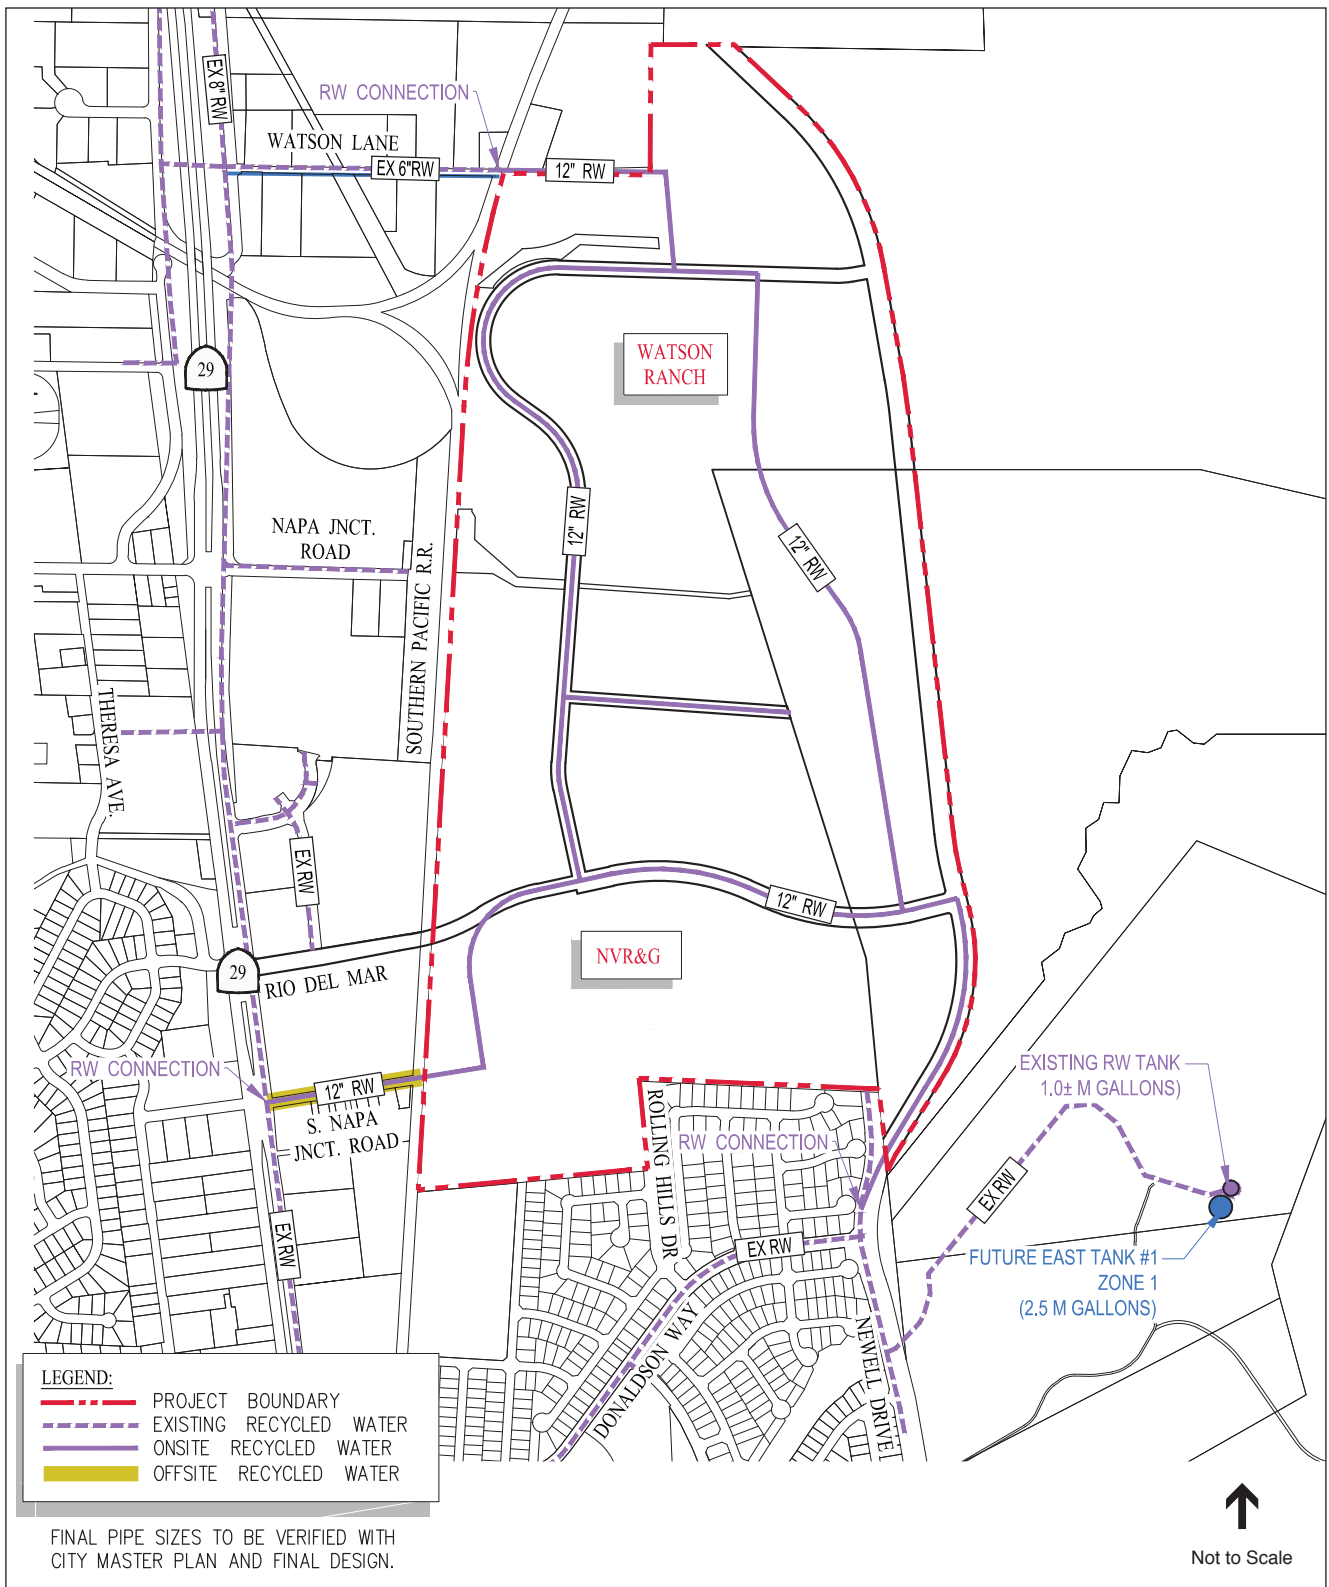 EX 8" RW
RW CONNECTION
WATSON LANE
EX 6"RW
12" RW
29
WATSON
RANCH
12" RW
12" RW
NAPA JNCT.
ROAD
SOUTHERN PACIFIC R.R.
THERESA AVE.
EX RW
12" RW
NVR&G
29
RIO DEL MAR
RW CONNECTION
12" RW
S. NAPA
JNCT. ROAD
EX RW
EXISTING RW TANK
1.0± M GALLONS)
ROLLING HILLS DR
RW CONNECTION
EX RW
EX RW
FUTURE EAST TANK #1
ZONE 1
(2.5 M GALLONS)
DONALDSON WAY
NEWELL DRIVE
LEGEND:
PROJECT BOUNDARY
EXISTING RECYCLED WATER
ONSITE RECYCLED WATER
OFFSITE RECYCLED WATER
FINAL PIPE SIZES TO BE VERIFIED WITH
CITY MASTER PLAN AND FINAL DESIGN.
Not to Scale